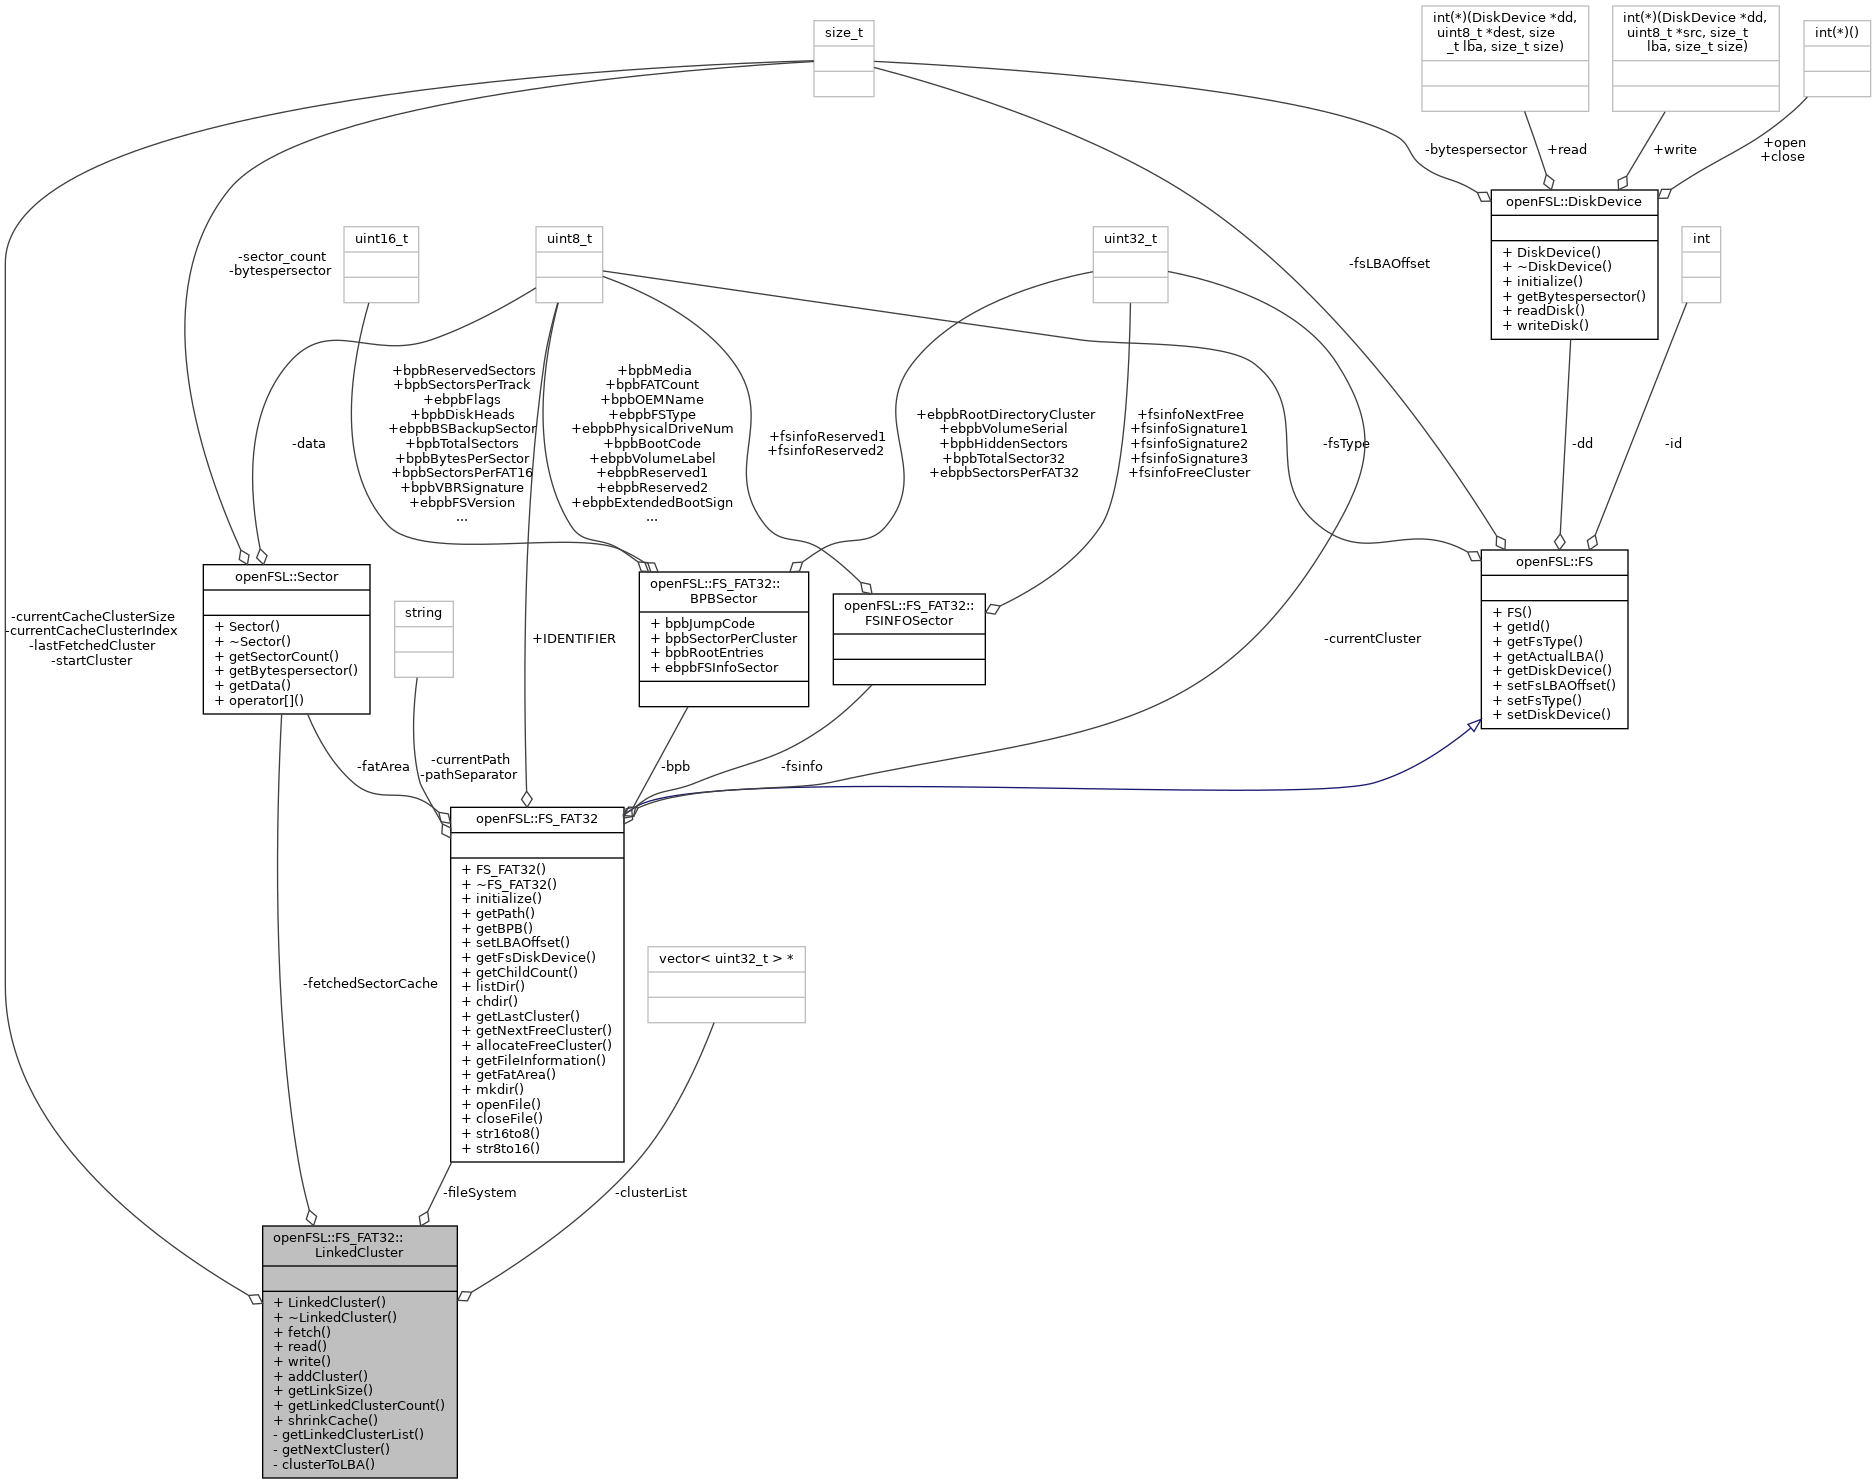 size_t
int(*)(DiskDevice *dd,
uint8_t *dest, size
_t lba, size_t size)
int(*)(DiskDevice *dd,
uint8_t *src, size_t
lba, size_t size)
int(*)()
-bytespersector
+read
+write
+open
+close
openFSL::DiskDevice
+ DiskDevice()
+ ~DiskDevice()
+ initialize()
+ getBytespersector()
+ readDisk()
+ writeDisk()
-sector_count
-bytespersector
uint16_t
uint8_t
uint32_t
-fsLBAOffset
int
-data
+bpbReservedSectors
+bpbSectorsPerTrack
+ebpbFlags
+bpbDiskHeads
+ebpbBSBackupSector
+bpbTotalSectors
+bpbBytesPerSector
+bpbSectorsPerFAT16
+bpbVBRSignature
+ebpbFSVersion
...
+bpbMedia
+bpbFATCount
+bpbOEMName
+ebpbFSType
+ebpbPhysicalDriveNum
+bpbBootCode
+ebpbVolumeLabel
+ebpbReserved1
+ebpbReserved2
+ebpbExtendedBootSign
...
+fsinfoReserved1
+fsinfoReserved2
+ebpbRootDirectoryCluster
+ebpbVolumeSerial
+bpbHiddenSectors
+bpbTotalSector32
+ebpbSectorsPerFAT32
+fsinfoNextFree
+fsinfoSignature1
+fsinfoSignature2
+fsinfoSignature3
+fsinfoFreeCluster
-fsType
-dd
-id
-currentCacheClusterSize
-currentCacheClusterIndex
-lastFetchedCluster
-startCluster
openFSL::Sector
+ Sector()
+ ~Sector()
+ getSectorCount()
+ getBytespersector()
+ getData()
+ operator[]()
string
+IDENTIFIER
openFSL::FS_FAT32::
BPBSector
+ bpbJumpCode
+ bpbSectorPerCluster
+ bpbRootEntries
+ ebpbFSInfoSector
openFSL::FS_FAT32::
FSINFOSector
-currentCluster
openFSL::FS
+ FS()
+ getId()
+ getFsType()
+ getActualLBA()
+ getDiskDevice()
+ setFsLBAOffset()
+ setFsType()
+ setDiskDevice()
-fatArea
-currentPath
-pathSeparator
-bpb
-fsinfo
openFSL::FS_FAT32
+ FS_FAT32()
+ ~FS_FAT32()
+ initialize()
+ getPath()
+ getBPB()
+ setLBAOffset()
+ getFsDiskDevice()
+ getChildCount()
+ listDir()
+ chdir()
+ getLastCluster()
+ getNextFreeCluster()
+ allocateFreeCluster()
+ getFileInformation()
+ getFatArea()
+ mkdir()
+ openFile()
+ closeFile()
+ str16to8()
+ str8to16()
-fetchedSectorCache
vector< uint32_t > *
-fileSystem
-clusterList
openFSL::FS_FAT32::
LinkedCluster
+ LinkedCluster()
+ ~LinkedCluster()
+ fetch()
+ read()
+ write()
+ addCluster()
+ getLinkSize()
+ getLinkedClusterCount()
+ shrinkCache()
- getLinkedClusterList()
- getNextCluster()
- clusterToLBA()